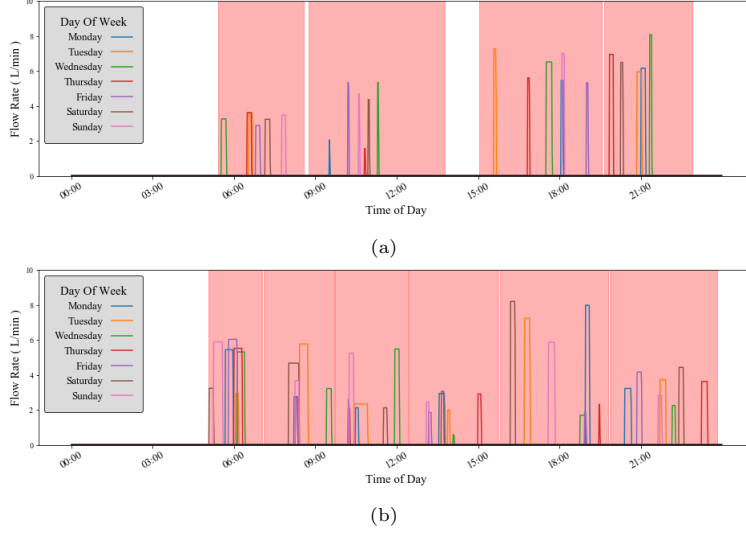 10
8
6
4
2
0
Flow Rate ( L/min )
Day Of Week
Monday
Tuesday
Wednesday
Thursday
Friday
Saturday
Sunday
00:00 03:00 06:00 09:00 12:00 15:00 18:00 21:00
Time of Day
(a)
10
8
6
4
2
0
Flow Rate ( L/min )
Day Of Week
Monday
Tuesday
Wednesday
Thursday
Friday
Saturday
Sunday
00:00 03:00 06:00 09:00 12:00 15:00 18:00 21:00
Time of Day
(b)